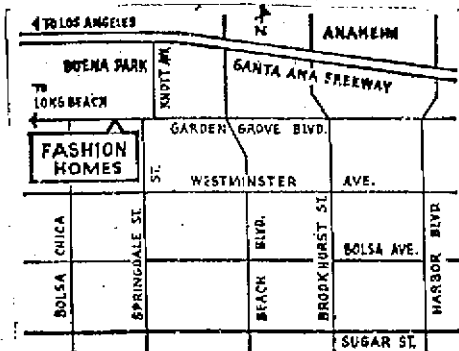 TO LOS ANGELES
N
ANAHEIM
BUENA PARK
KNOTT AV.
SANTA ANA FREEWAY
TO
LONG BEACH
GARDEN GROVE BLVD.
FASHION
HOMES
ST.
WESTMINSTER AVE.
BOLSA CHICA
SPRINGDALE ST.
BEACH BLVD.
BROOKHURST ST.
BOLSA AVE.
HARBOR BLVD
SUGAR ST.